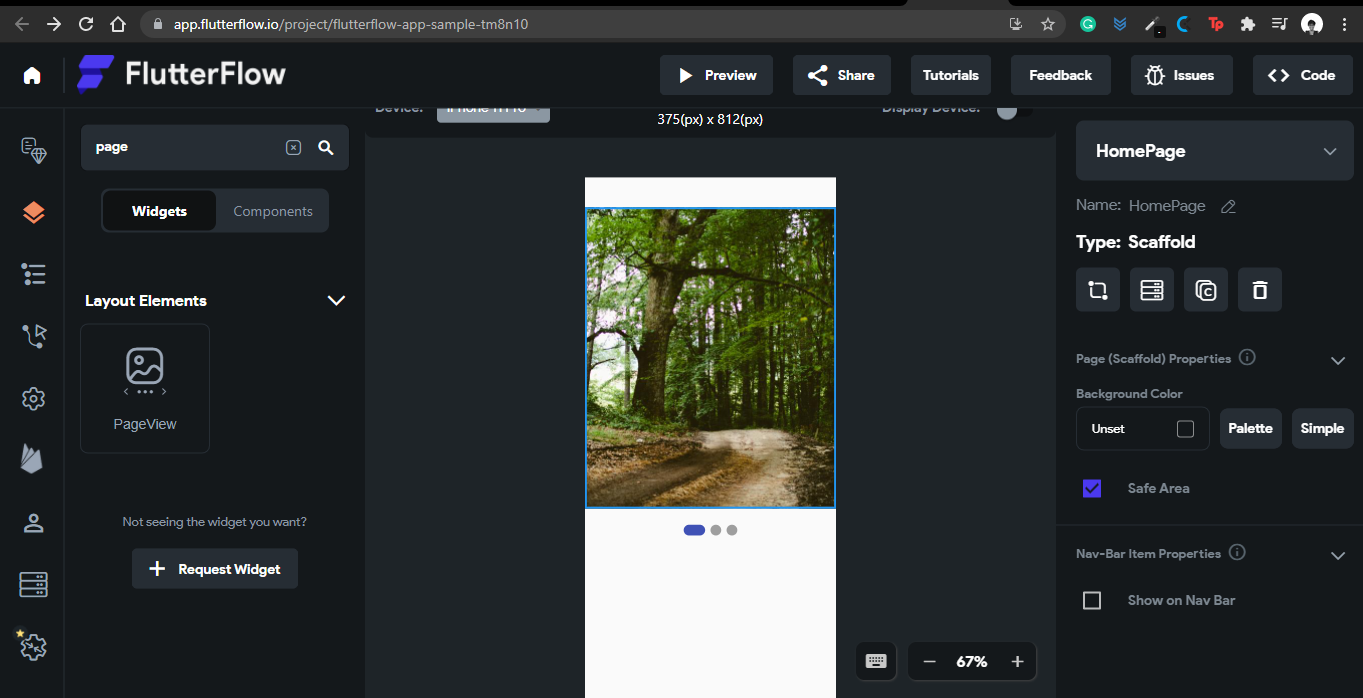 app.flutterflow.io/project/flutterflow-app-sample-tm8n10
FlutterFlow
Preview
Share
Tutorials
Feedback
Issues
Code
Device:
Display Device:
375(px) x 812(px)
page
Widgets
Components
Layout Elements
PageView
Not seeing the widget you want?
Request Widget
67%
HomePage
Name: HomePage
Type: Scaffold
Page (Scaffold) Properties
Background Color
Unset
Palette
Simple
Safe Area
Nav-Bar Item Properties
Show on Nav Bar